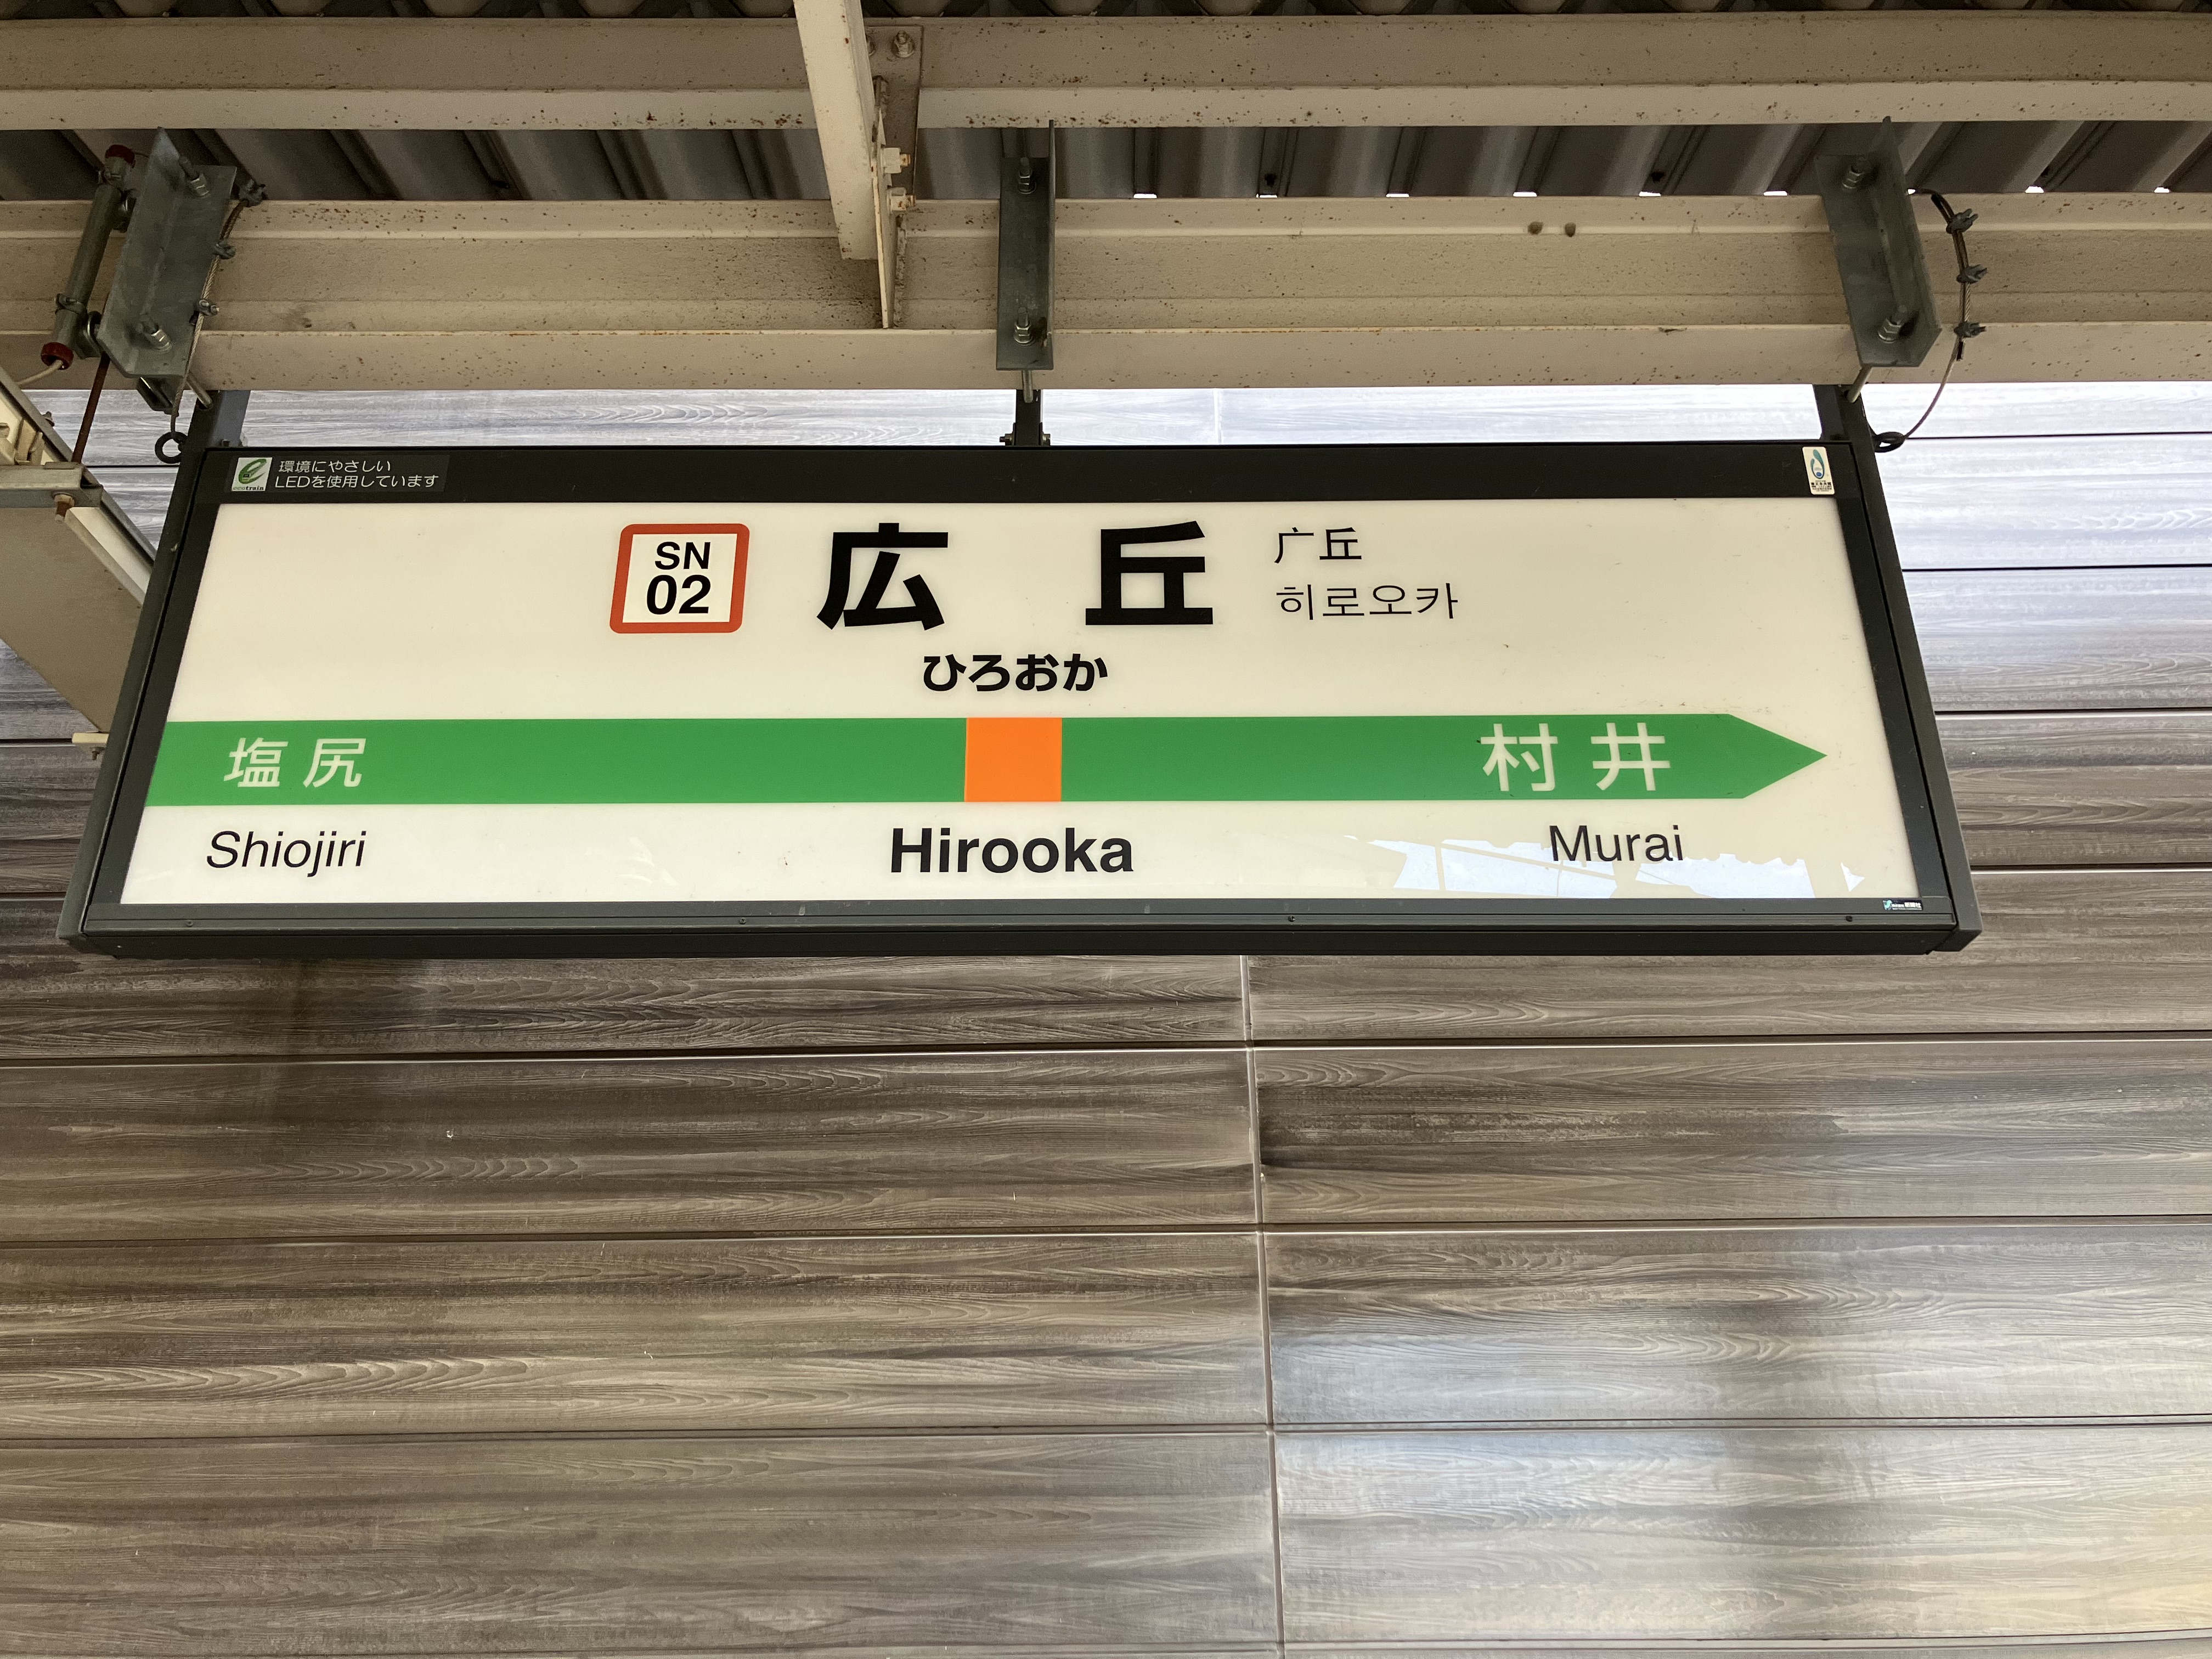 環境にやさしい
LEDを使用しています
ecotrain
SN
02
広丘
广丘
히로오카
ひろおか
塩尻
村井
Shiojiri
Hirooka
Murai